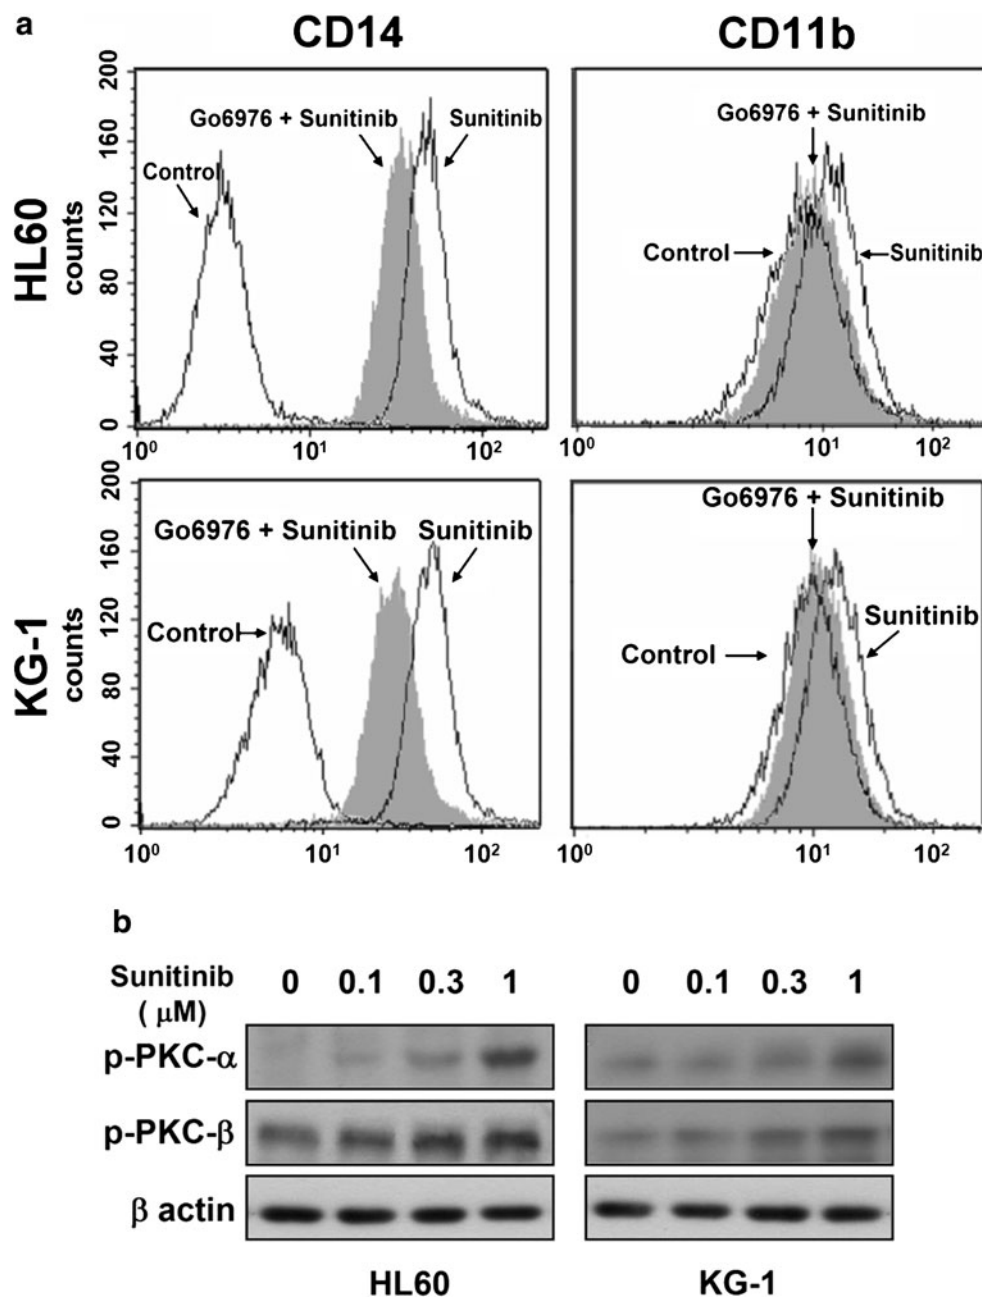 a
CD14 CD11b
HL60
counts
200
160
120
80
40
0
Control
Go6976 + Sunitinib
Sunitinib
10⁰ 10¹ 10²
Go6976 + Sunitinib
Control
Sunitinib
10⁰ 10¹ 10²
KG-1
counts
200
160
120
80
40
0
Go6976 + Sunitinib
Sunitinib
Control
10⁰ 10¹ 10²
Go6976 + Sunitinib
Sunitinib
Control
10⁰ 10¹ 10²
b
Sunitinib
( μM)
0 0.1 0.3 1 0 0.1 0.3 1
p-PKC-α
p-PKC-β
β actin
HL60 KG-1